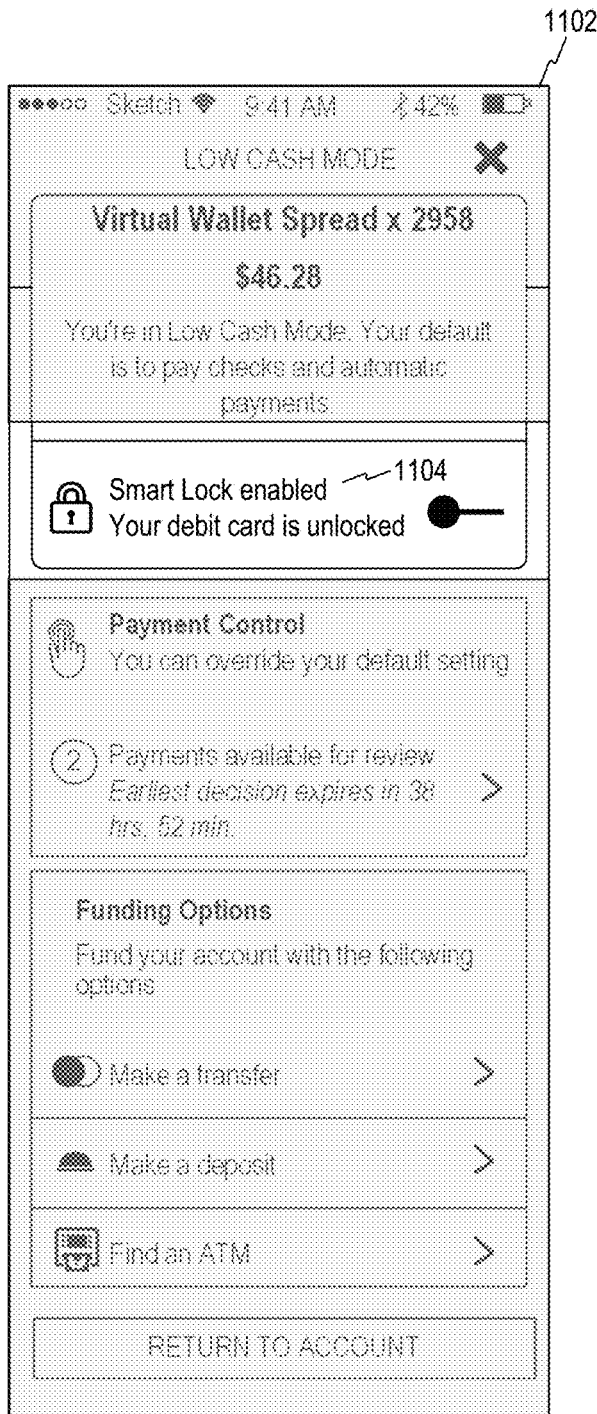 1102
Sketch 9:41 AM 42%
LOW CASH MODE
Virtual Wallet Spread x 2958
$46.28
You're in Low Cash Mode. Your default
is to pay checks and automatic
payments
Smart Lock enabled 1104
Your debit card is unlocked
Payment Control
You can override your default setting
2 Payments available for review
Earliest decision expires in 38
hrs, 52 min.
Funding Options
Fund your account with the following
options
Make a transfer
Make a deposit
Find an ATM
RETURN TO ACCOUNT